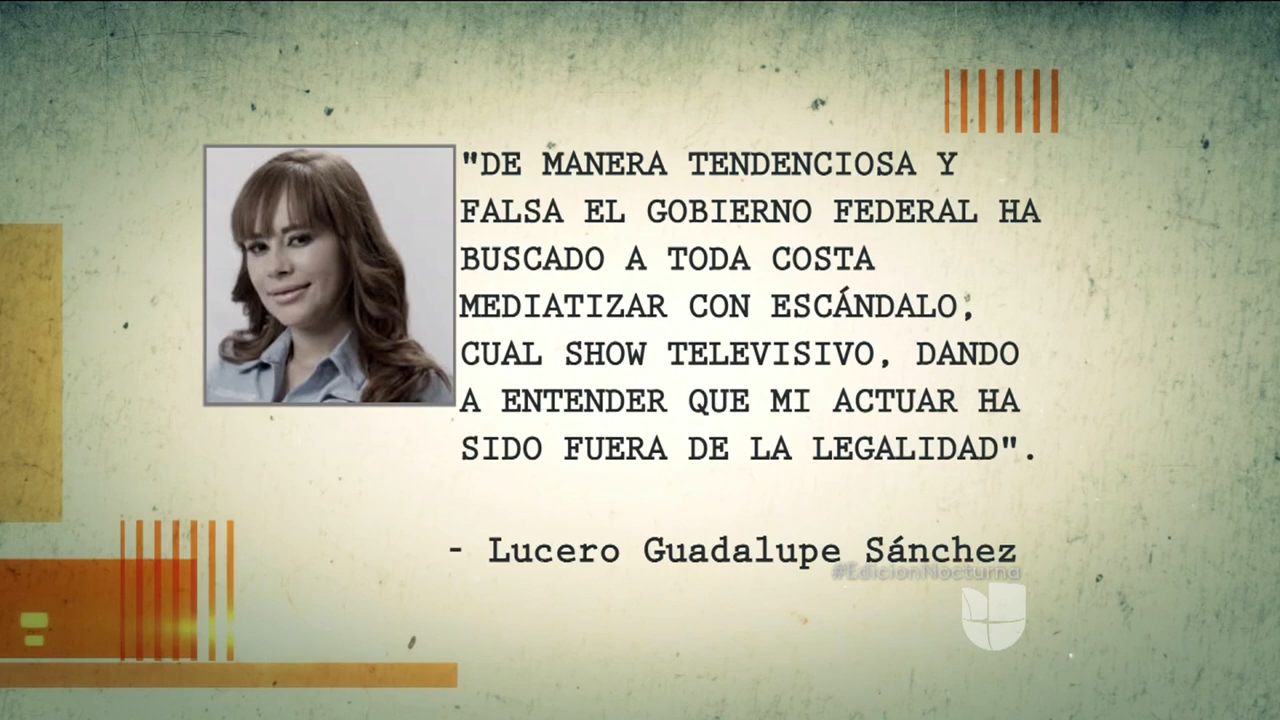 "DE MANERA TENDENCIOSA Y
FALSA EL GOBIERNO FEDERAL HA
BUSCADO A TODA COSTA
MEDIATIZAR CON ESCÁNDALO,
CUAL SHOW TELEVISIVO, DANDO
A ENTENDER QUE MI ACTUAR HA
SIDO FUERA DE LA LEGALIDAD".
- Lucero Guadalupe Sánchez
#EdicionNocturna